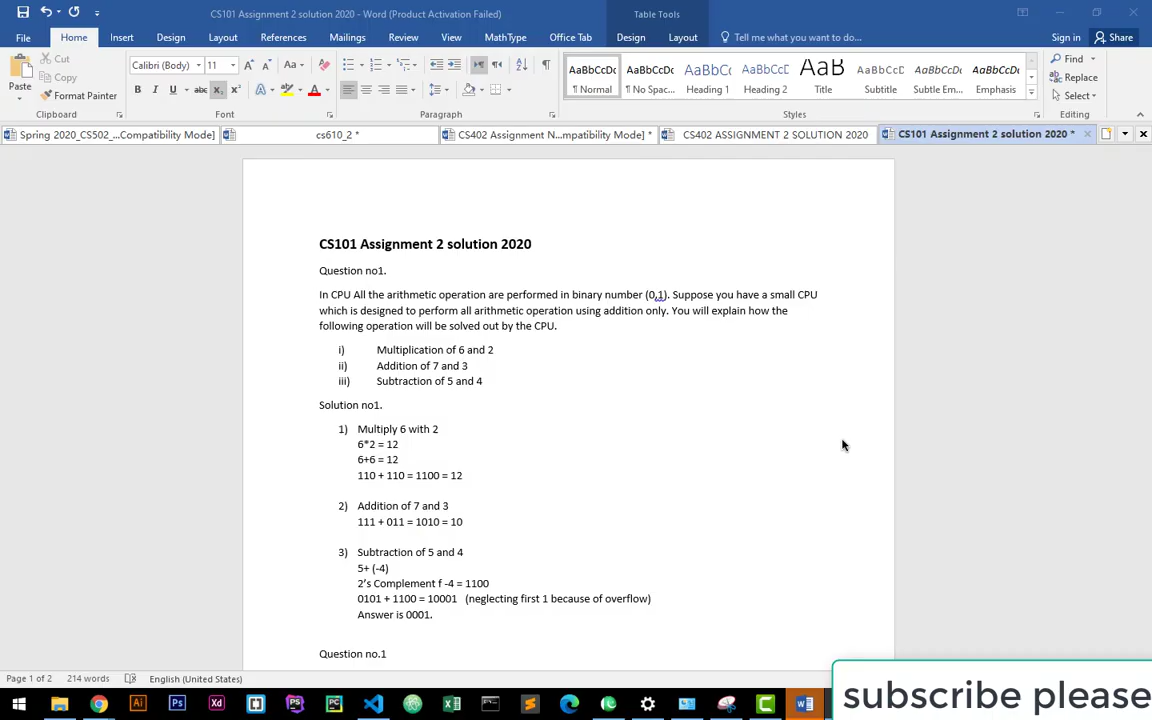 CS101 Assignment 2 solution 2020 - Word (Product Activation Failed)
Table Tools
File Home Insert Design Layout References Mailings Review View MathType Office Tab Design Layout Tell me what you want to do... Sign in Share
Paste
Cut
Copy
Format Painter
Clipboard
Calibri (Body) 11
Font
Paragraph
AaBbCcDc AaBbCcDc AaBbC AaBbCcD AaB AaBbCcD AaBbCcDc AaBbCcDc
¶ Normal ¶ No Spac... Heading 1 Heading 2 Title Subtitle Subtle Em... Emphasis
Styles
Find
Replace
Select
Editing
Spring 2020_CS502_...Compatibility Mode] cs610_2 * CS402 Assignment N...mpatibility Mode] * CS402 ASSIGNMENT 2 SOLUTION 2020 CS101 Assignment 2 solution 2020 *
CS101 Assignment 2 solution 2020
Question no1.
In CPU All the arithmetic operation are performed in binary number (0,1). Suppose you have a small CPU
which is designed to perform all arithmetic operation using addition only. You will explain how the
following operation will be solved out by the CPU.
i) Multiplication of 6 and 2
ii) Addition of 7 and 3
iii) Subtraction of 5 and 4
Solution no1.
1) Multiply 6 with 2
6*2 = 12
6+6 = 12
110 + 110 = 1100 = 12
2) Addition of 7 and 3
111 + 011 = 1010 = 10
3) Subtraction of 5 and 4
5+ (-4)
2's Complement f -4 = 1100
0101 + 1100 = 10001 (neglecting first 1 because of overflow)
Answer is 0001.
Question no.1
Page 1 of 2 214 words English (United States)
subscribe please